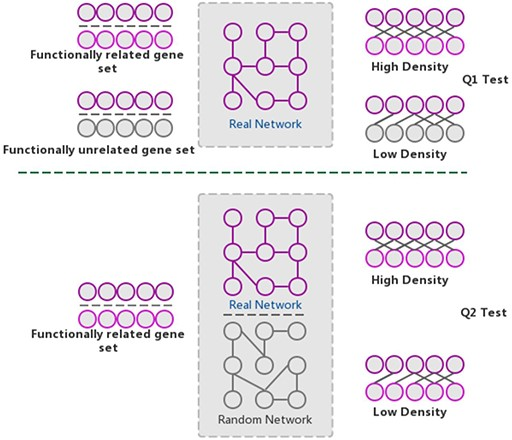 Functionally related gene
set
Real Network
High Density
Q1 Test
Functionally unrelated gene set
Low Density
Functionally related gene
set
Real Network
Random Network
High Density
Q2 Test
Low Density